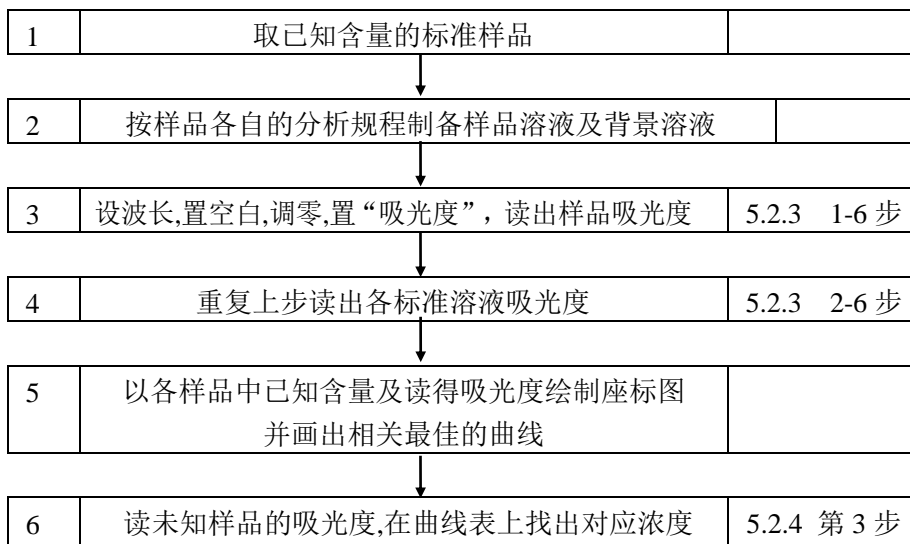 1 取已知含量的标准样品
2 按样品各自的分析规程制备样品溶液及背景溶液
3 设波长,置空白,调零,置“吸光度”，读出样品吸光度 5.2.3 1-6 步
4 重复上步读出各标准溶液吸光度 5.2.3 2-6 步
5 以各样品中已知含量及读得吸光度绘制座标图
并画出相关最佳的曲线
6 读未知样品的吸光度,在曲线表上找出对应浓度 5.2.4 第 3 步